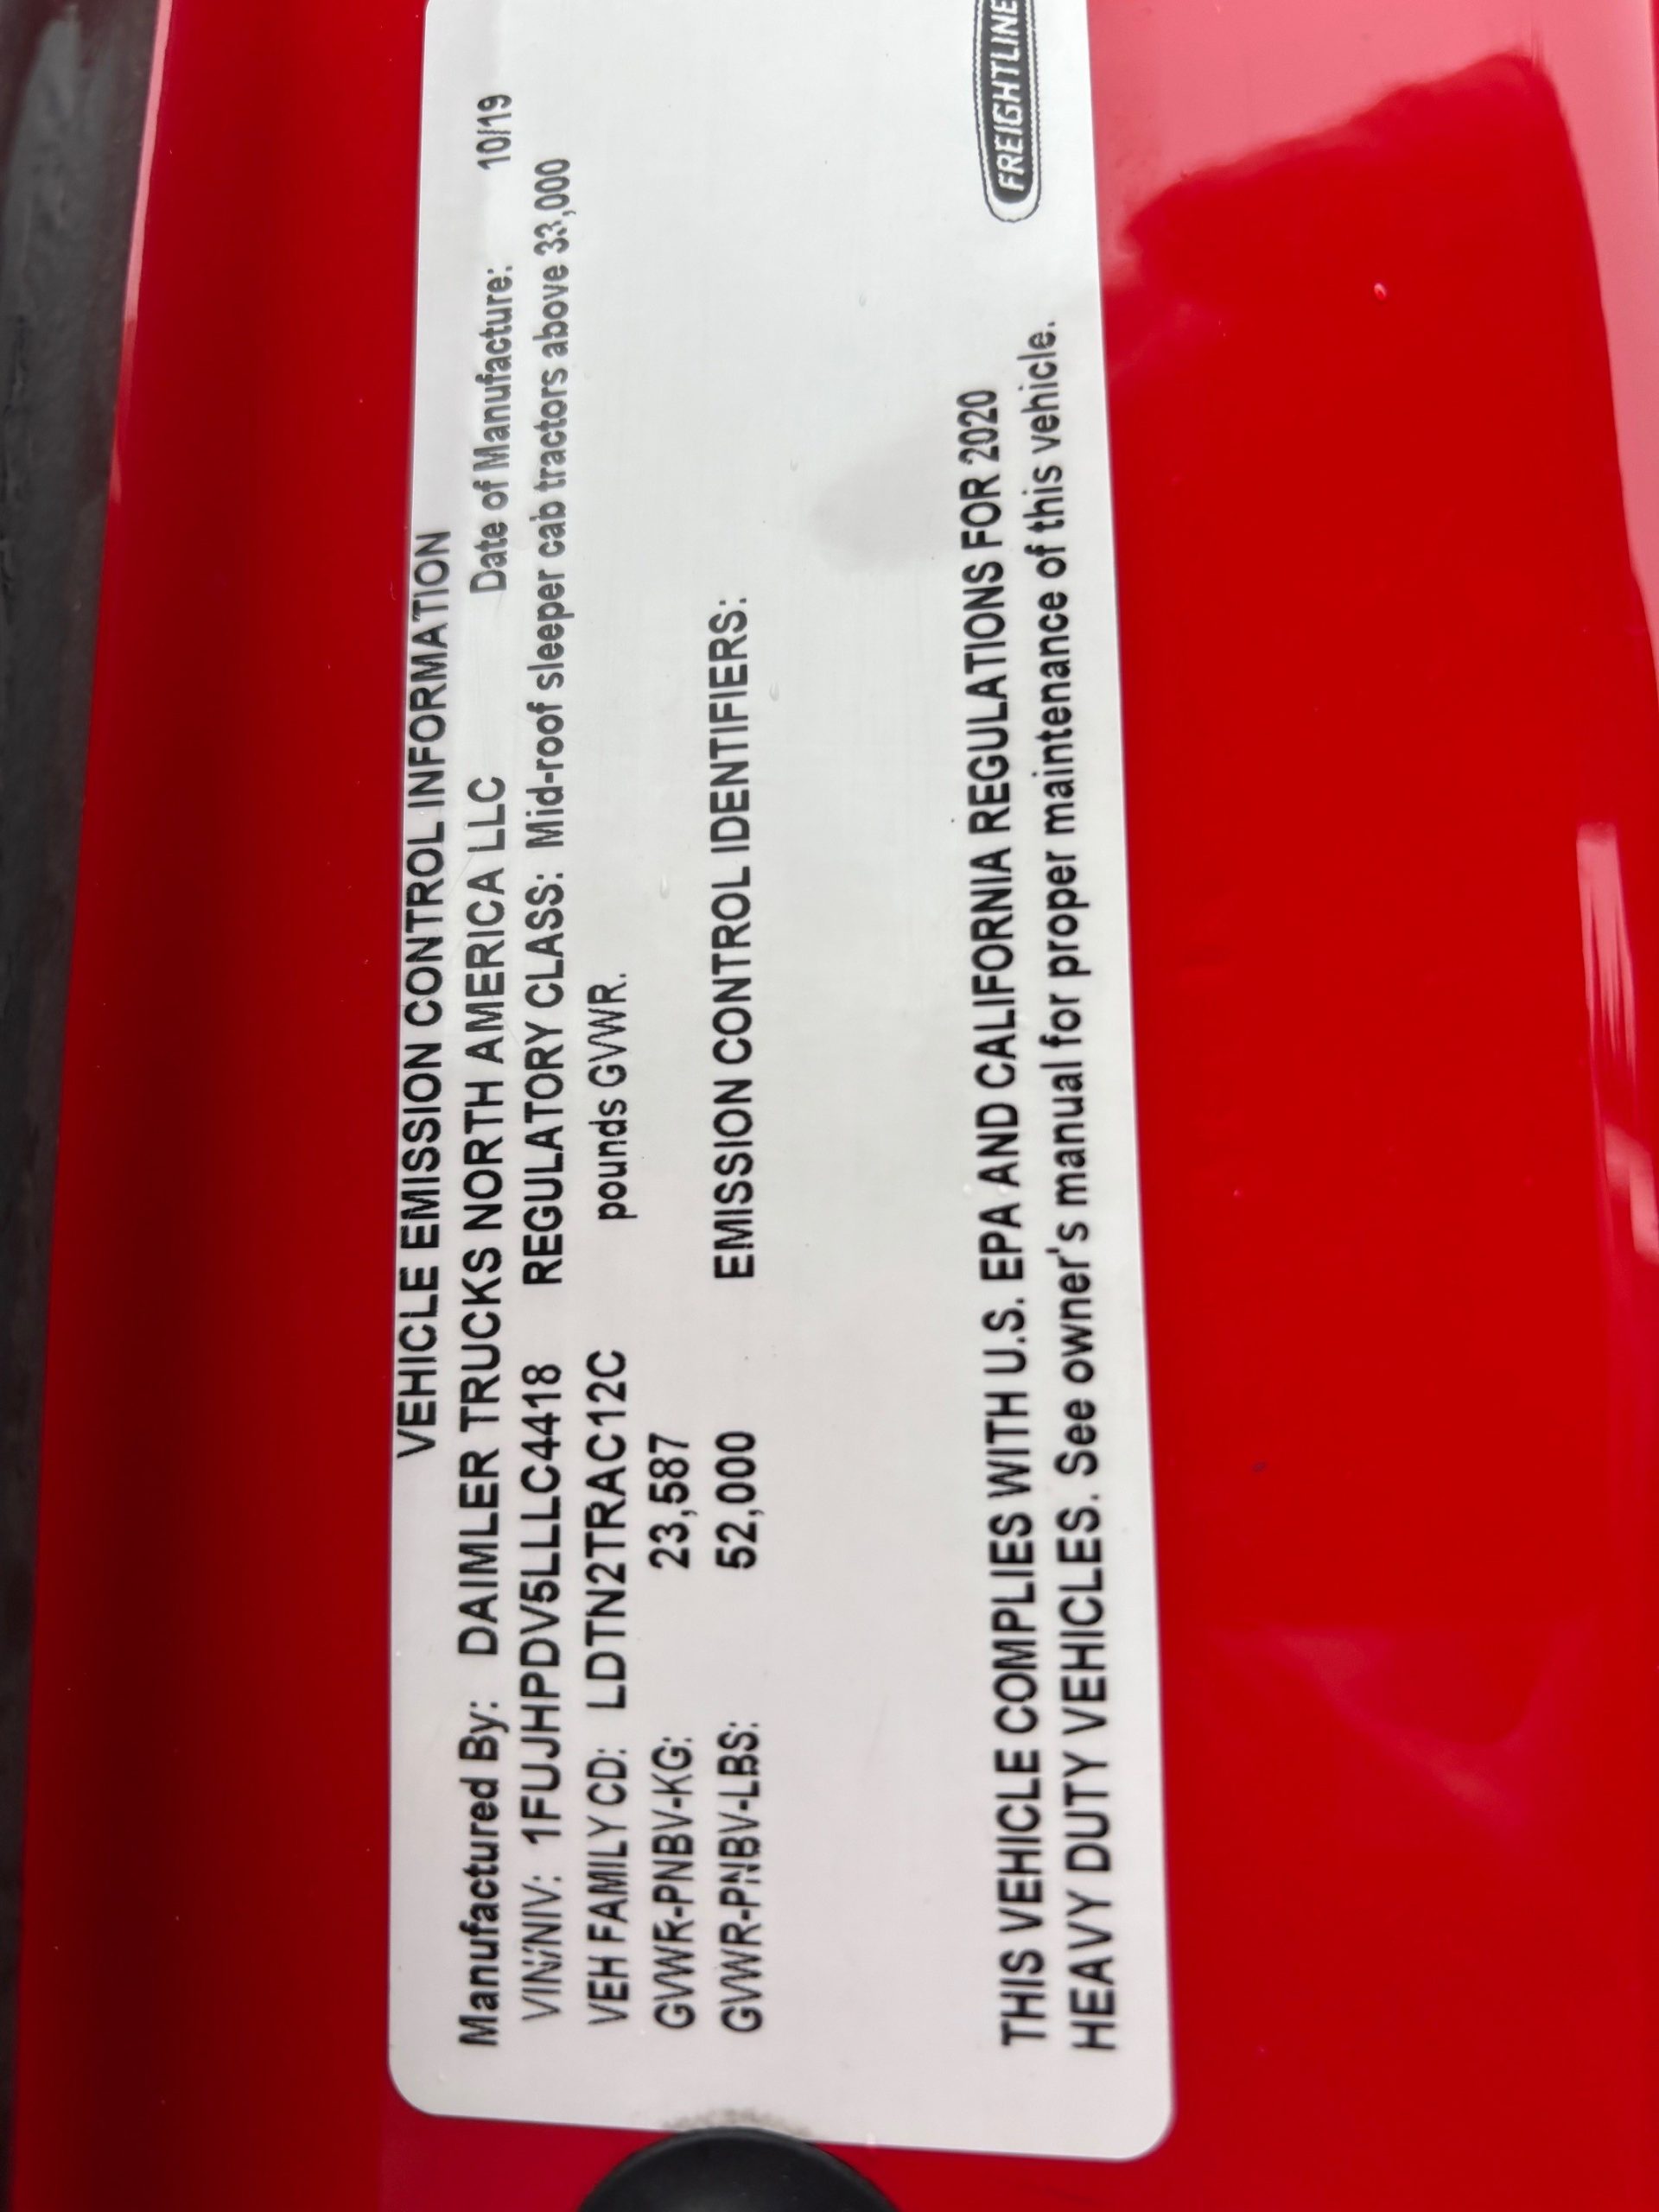 VEHICLE EMISSION CONTROL INFORMATION
Manufactured By: DAIMLER TRUCKS NORTH AMERICA LLC Date of Manufacture: 10/19
VIN/NIV: 1FUJHPDV5LLLC4418 REGULATORY CLASS: Mid-roof sleeper cab tractors above 33,000
VEH FAMILY CD: LDTN2TRAC12C pounds GVWR.
GVWR-PNBV-KG: 23,587
GVWR-PNBV-LBS: 52,000 EMISSION CONTROL IDENTIFIERS:
THIS VEHICLE COMPLIES WITH U.S. EPA AND CALIFORNIA REGULATIONS FOR 2020
HEAVY DUTY VEHICLES. See owner's manual for proper maintenance of this vehicle.
FREIGHTLINE